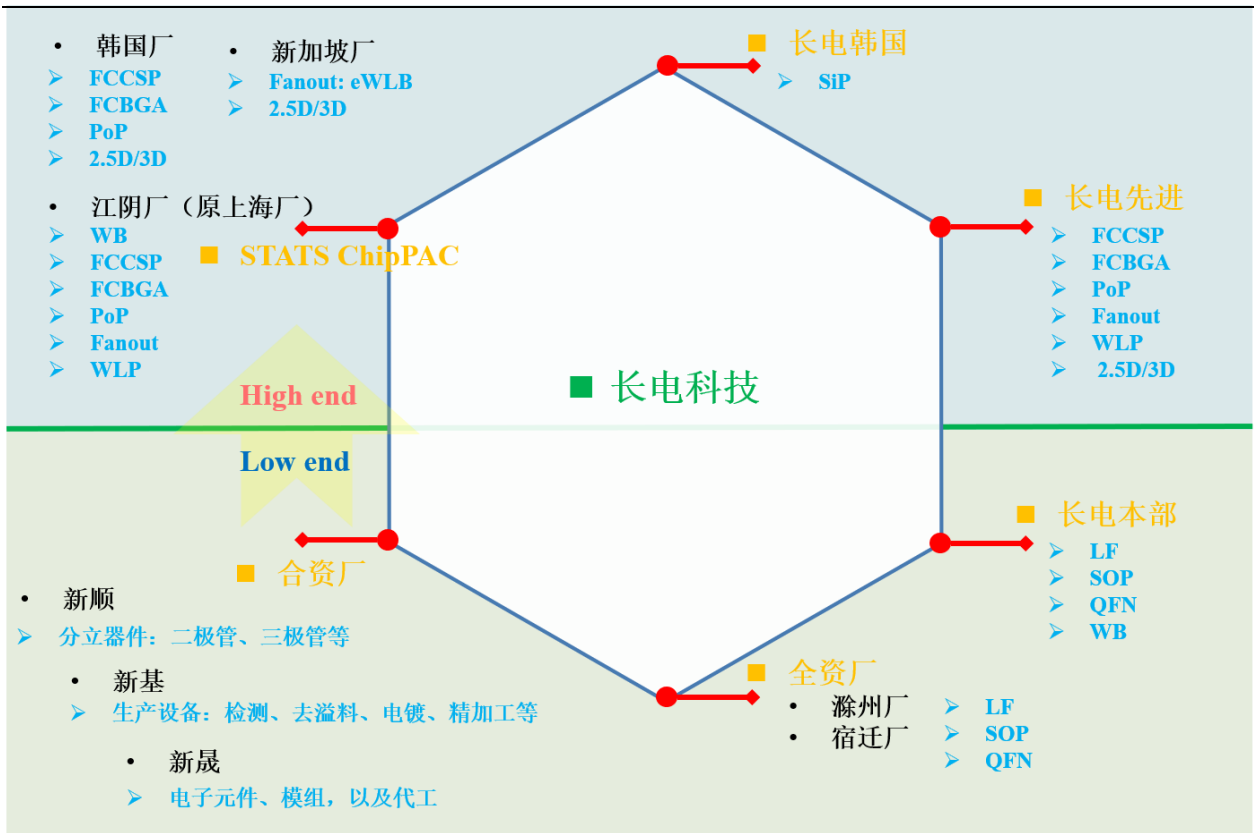 • 韩国厂
➢ FCCSP
➢ FCBGA
➢ PoP
➢ 2.5D/3D
• 新加坡厂
➢ Fanout: eWLB
➢ 2.5D/3D
• 江阴厂（原上海厂）
➢ WB
➢ FCCSP
➢ FCBGA
➢ PoP
➢ Fanout
➢ WLP
■ STATS ChipPAC
■ 长电韩国
➢ SiP
■ 长电先进
➢ FCCSP
➢ FCBGA
➢ PoP
➢ Fanout
➢ WLP
➢ 2.5D/3D
High end
■ 长电科技
Low end
■ 合资厂
• 新顺
➢ 分立器件：二极管、三极管等
• 新基
➢ 生产设备：检测、去溢料、电镀、精加工等
• 新晟
➢ 电子元件、模组，以及代工
■ 长电本部
➢ LF
➢ SOP
➢ QFN
➢ WB
■ 全资厂
• 滁州厂
• 宿迁厂
➢ LF
➢ SOP
➢ QFN